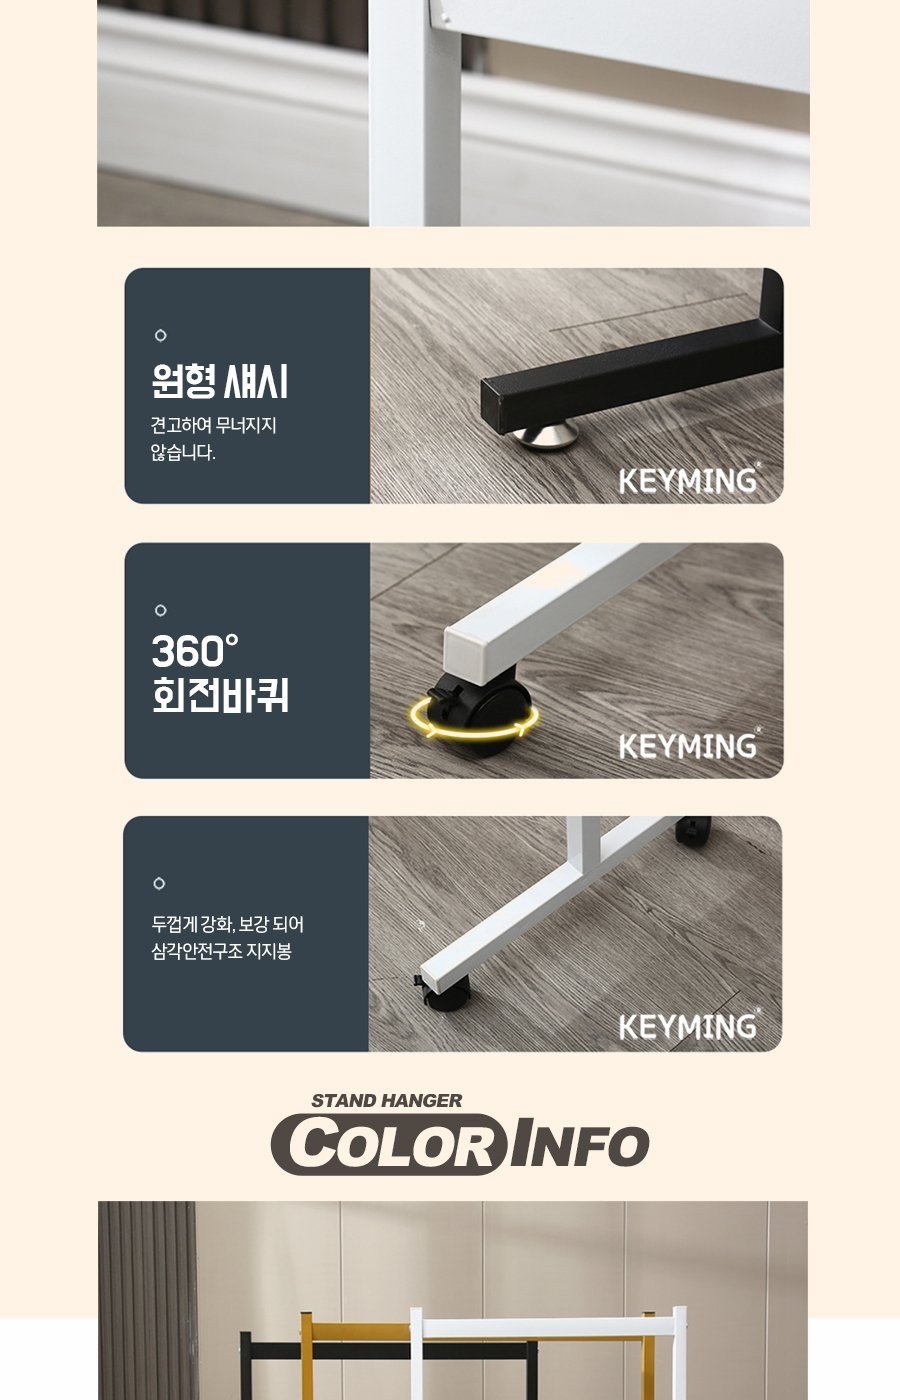 원형 섀시
견고하여 무너지지
않습니다.
KEYMING
360°
회전바퀴
KEYMING
두껍게 강화, 보강 되어
삼각안전구조 지지봉
KEYMING
STAND HANGER
COLOR INFO